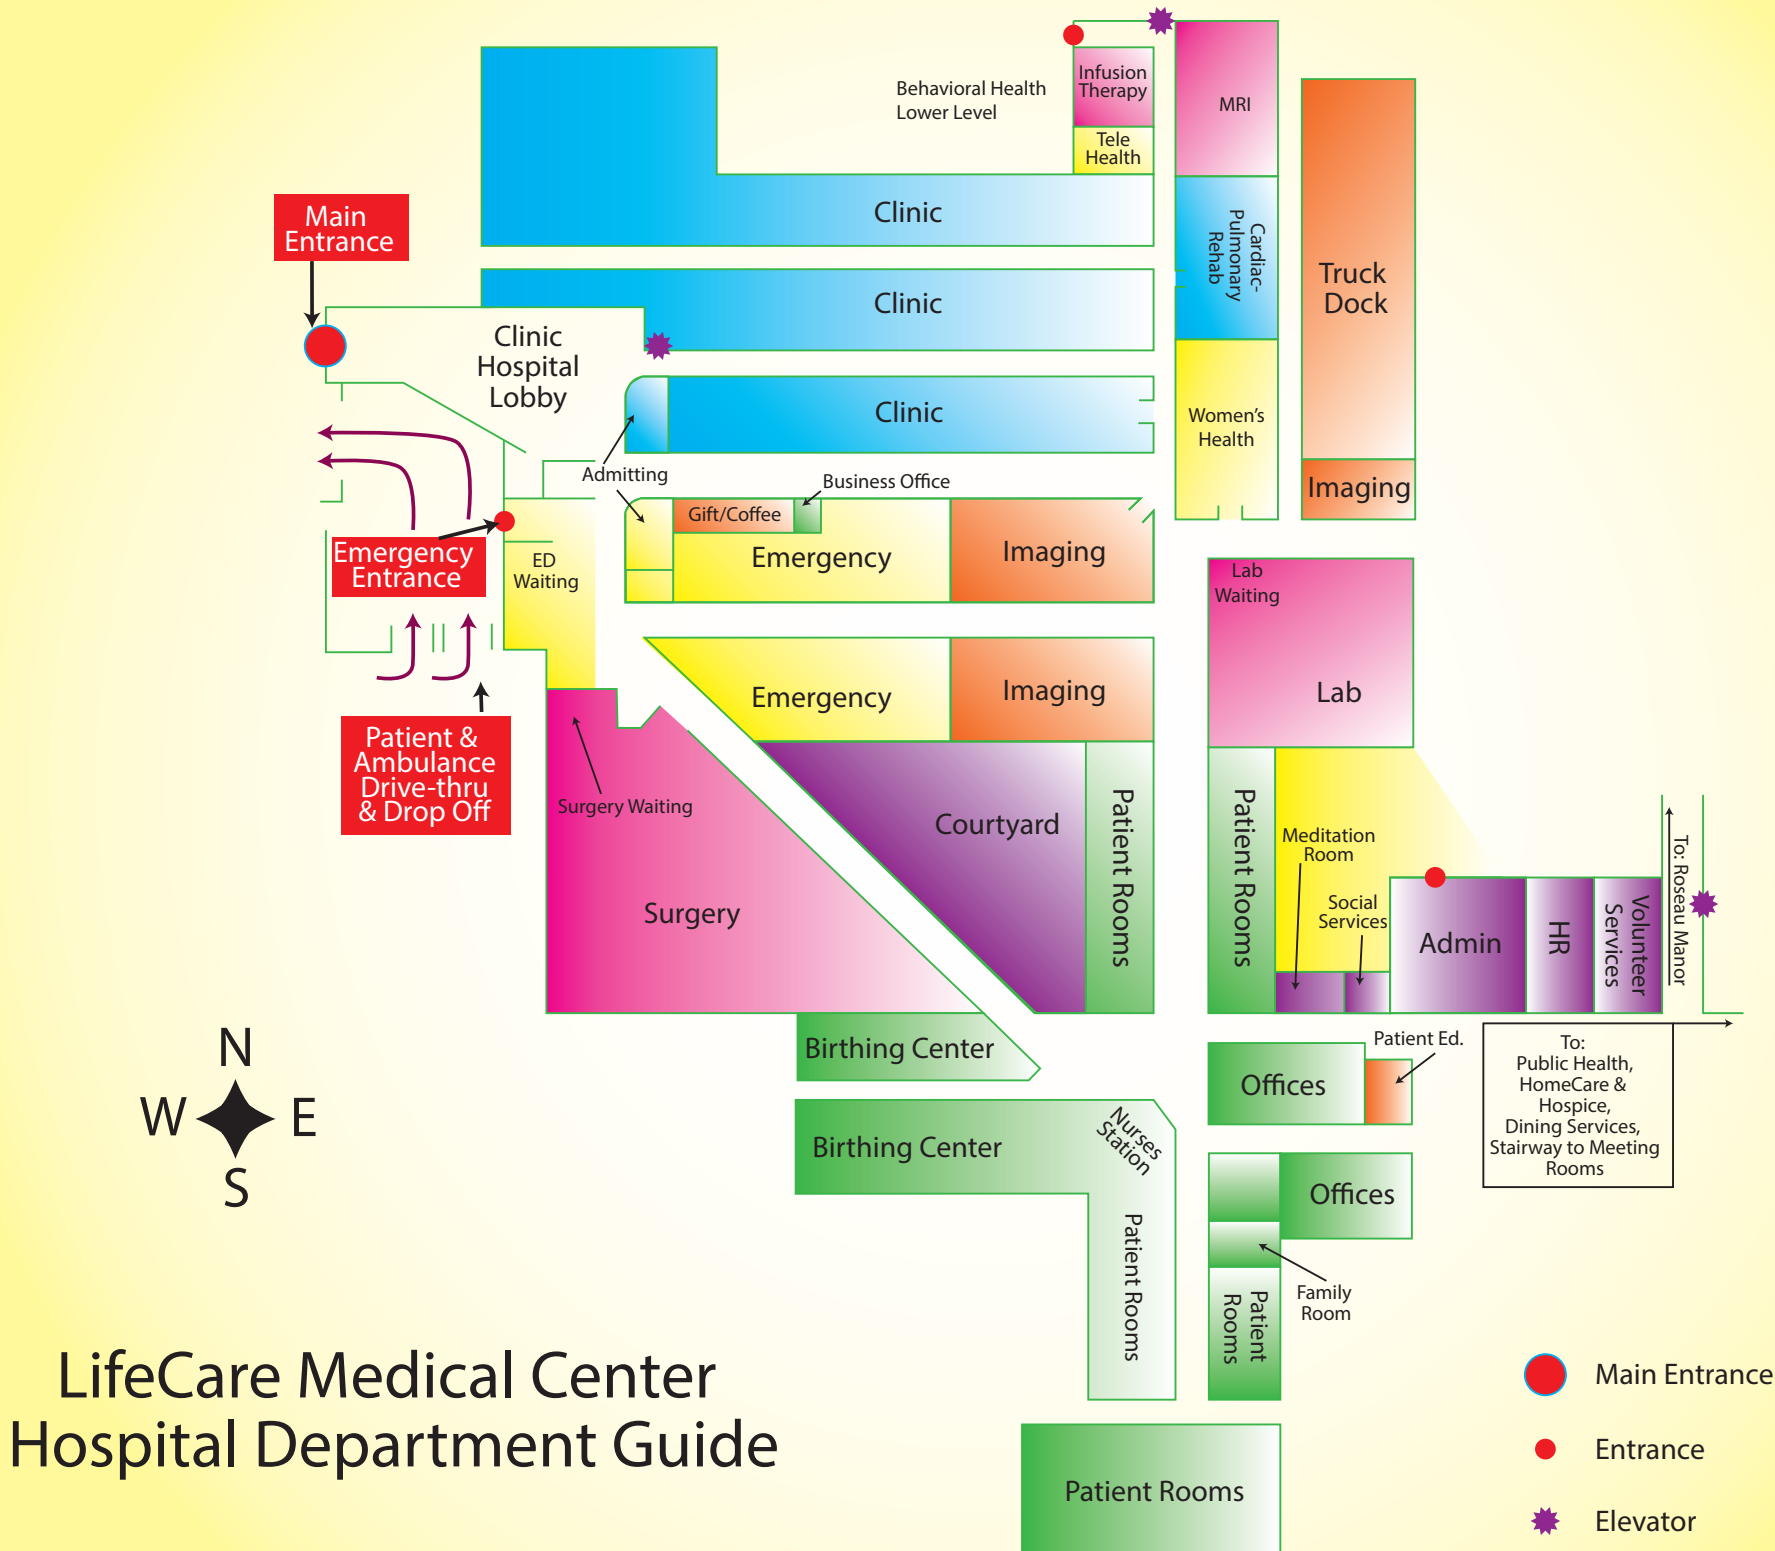 Infusion
Therapy
Behavioral Health
Lower Level
MRI
Tele
Health
Main
Entrance
Clinic
Cardiac-
Pulmonary
Rehab
Truck
Dock
Clinic
Clinic
Hospital
Lobby
Clinic
Women's
Health
Admitting
Business Office
Imaging
Gift/Coffee
Emergency
Entrance
ED
Waiting
Emergency
Imaging
Lab
Waiting
Emergency
Imaging
Lab
Patient &
Ambulance
Drive-thru
& Drop Off
Surgery Waiting
Courtyard
Patient Rooms
Patient Rooms
Meditation
Room
Social
Services
Surgery
Admin
HR
Volunteer
Services
To: Roseau Manor
Birthing Center
Patient Ed.
Offices
To:
Public Health,
HomeCare &
Hospice,
Dining Services,
Stairway to Meeting
Rooms
N
W
E
S
Birthing Center
Nurses
Station
Offices
Patient Rooms
Patient
Rooms
Family
Room
LifeCare Medical Center
Hospital Department Guide
Patient Rooms
Main Entrance
Entrance
Elevator